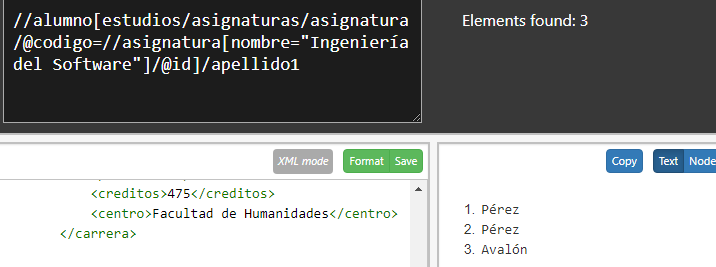 //alumno[estudios/asignaturas/asignatura
/@codigo=//asignatura[nombre="Ingeniería
del Software"]/@id]/apellido1
Elements found: 3
XML mode
Format
Save
Copy
Text
Node
<creditos>475</creditos>
<centro>Facultad de Humanidades</centro>
</carrera>
1. Pérez
2. Pérez
3. Avalón